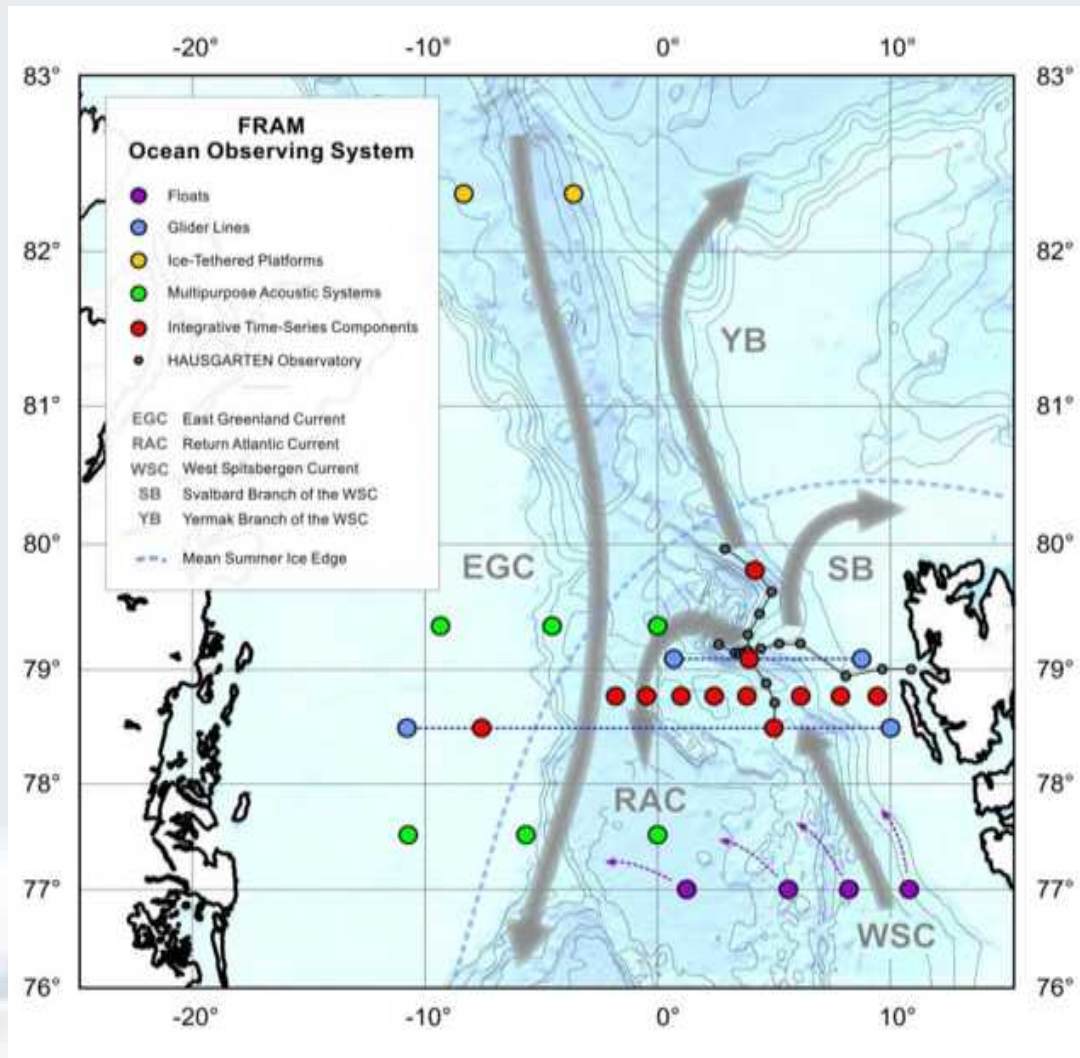 -20° -10° 0° 10°
83° 83°
FRAM
Ocean Observing System
Floats
Glider Lines
Ice-Tethered Platforms
Multipurpose Acoustic Systems
Integrative Time-Series Components
HAUSGARTEN Observatory
EGC East Greenland Current
RAC Return Atlantic Current
WSC West Spitsbergen Current
SB Svalbard Branch of the WSC
YB Yermak Branch of the WSC
Mean Summer Ice Edge
82° 82°
YB
81° 81°
80° 80°
EGC SB
79° 79°
78° 78°
RAC
77° 77°
WSC
76° 76°
-20° -10° 0° 10°